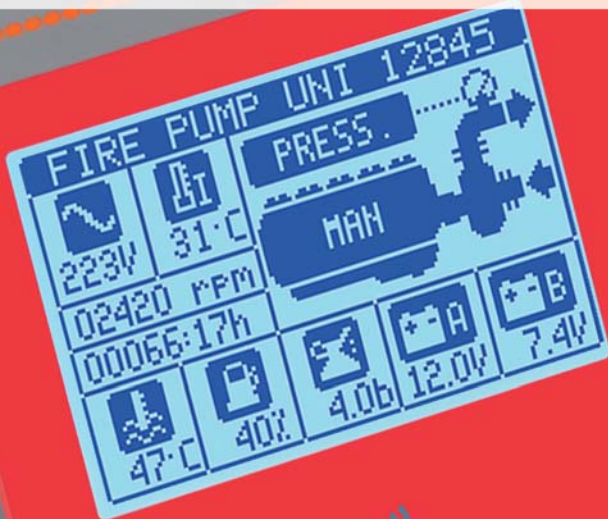 FIRE PUMP UNI 12845
PRESS.
MAN
223V
31°C
02420 rpm
00066:17h
47°C
40%
4.0b
A
12.0V
B
7.4V